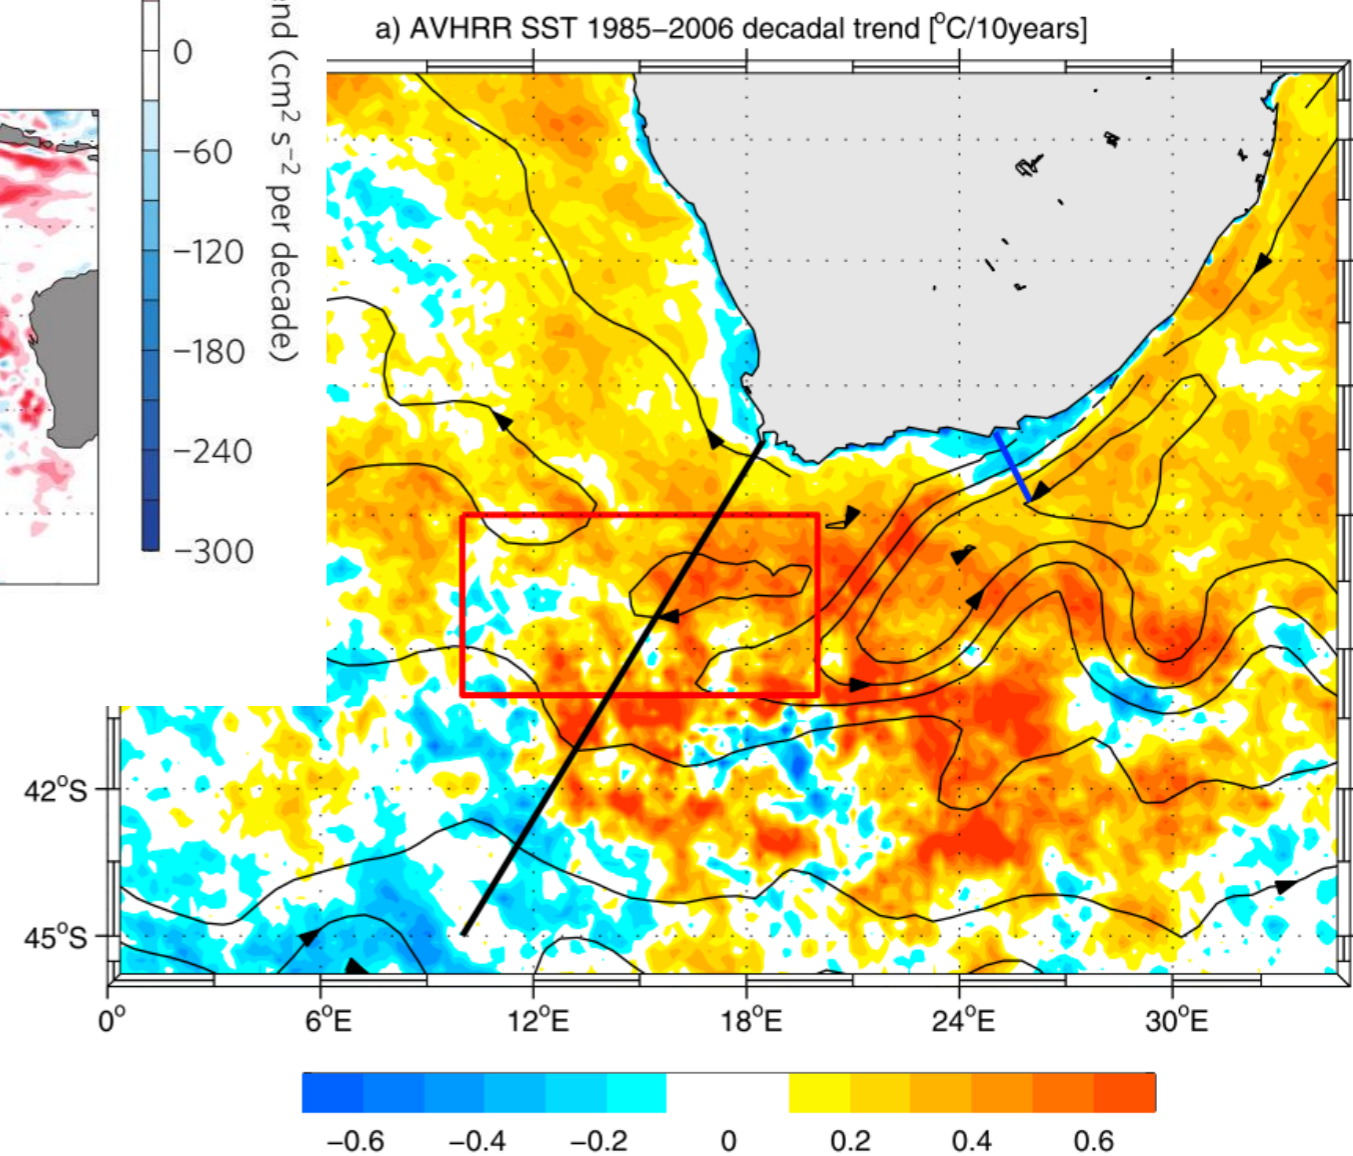 a) AVHRR SST 1985−2006 decadal trend [°C/10years]
0
−60
−120
−180
−240
−300
nd (cm² s⁻² per decade)
42°S
45°S
0° 6°E 12°E 18°E 24°E 30°E
−0.6 −0.4 −0.2 0 0.2 0.4 0.6